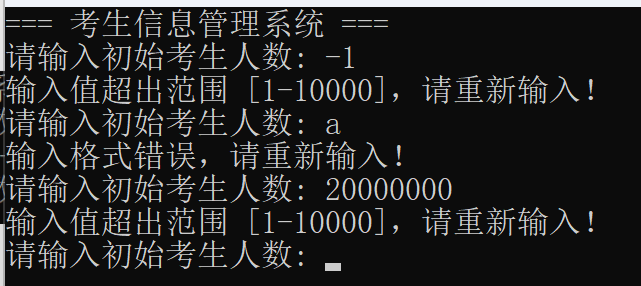 === 考生信息管理系统 ===
请输入初始考生人数: -1
输入值超出范围 [1-10000]，请重新输入！
请输入初始考生人数: a
输入格式错误，请重新输入！
请输入初始考生人数: 20000000
输入值超出范围 [1-10000]，请重新输入！
请输入初始考生人数: